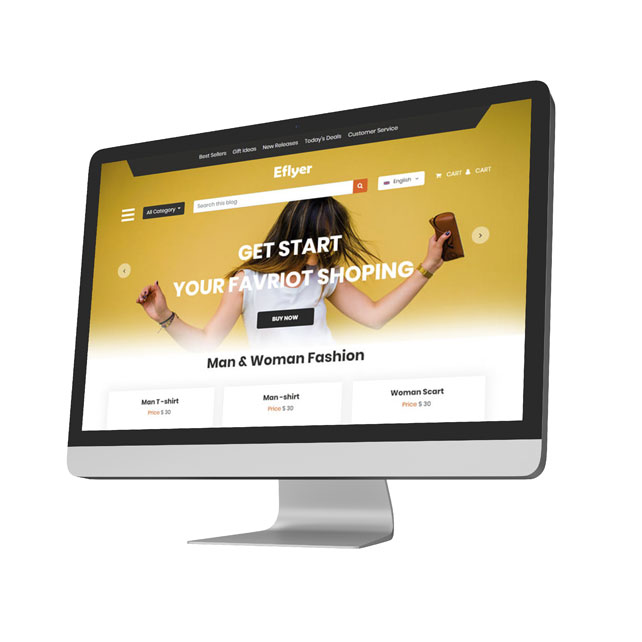 Best Sellers Gift Ideas New Releases Today's Deals Customer Service
Eflyer
All Category Search this blog English CART CART
GET START
YOUR FAVRIOT SHOPING
BUY NOW
Man & Woman Fashion
Man T -shirt Man -shirt Woman Scart
Price $ 30 Price $ 30 Price $ 30